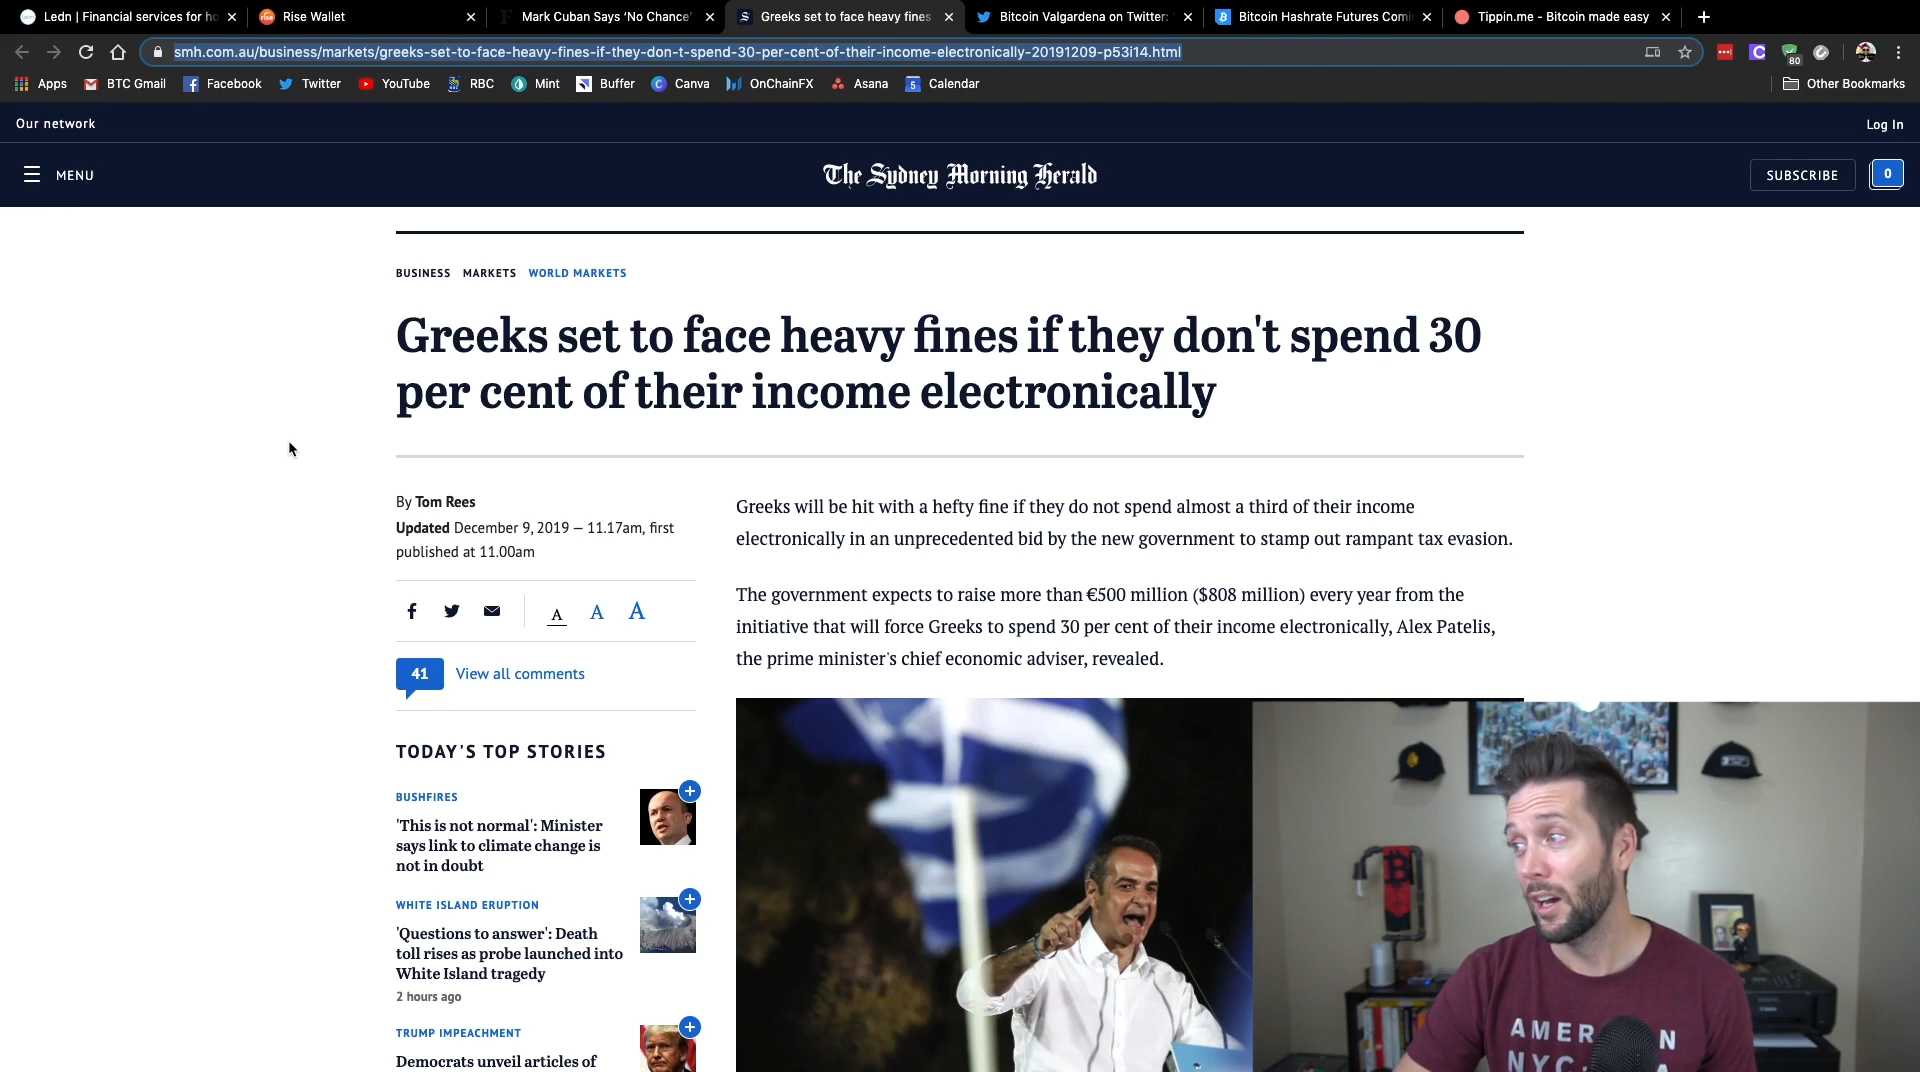 Ledn | Financial services for ho
Rise Wallet
Mark Cuban Says 'No Chance'
Greeks set to face heavy fines
Bitcoin Valgardena on Twitter:
Bitcoin Hashrate Futures Comi
Tippin.me - Bitcoin made easy
smh.com.au/business/markets/greeks-set-to-face-heavy-fines-if-they-don-t-spend-30-per-cent-of-their-income-electronically-20191209-p53i14.html
80
Apps
BTC Gmail
Facebook
Twitter
YouTube
RBC
Mint
Buffer
Canva
OnChainFX
Asana
Calendar
Other Bookmarks
Our network
Log In
MENU
The Sydney Morning Herald
SUBSCRIBE
0
BUSINESS MARKETS WORLD MARKETS
Greeks set to face heavy fines if they don't spend 30
per cent of their income electronically
By Tom Rees
Updated December 9, 2019 – 11.17am, first
published at 11.00am
A A A
41
View all comments
Greeks will be hit with a hefty fine if they do not spend almost a third of their income
electronically in an unprecedented bid by the new government to stamp out rampant tax evasion.
The government expects to raise more than €500 million ($808 million) every year from the
initiative that will force Greeks to spend 30 per cent of their income electronically, Alex Patelis,
the prime minister's chief economic adviser, revealed.
TODAY'S TOP STORIES
BUSHFIRES
'This is not normal': Minister
says link to climate change is
not in doubt
WHITE ISLAND ERUPTION
'Questions to answer': Death
toll rises as probe launched into
White Island tragedy
2 hours ago
TRUMP IMPEACHMENT
Democrats unveil articles of